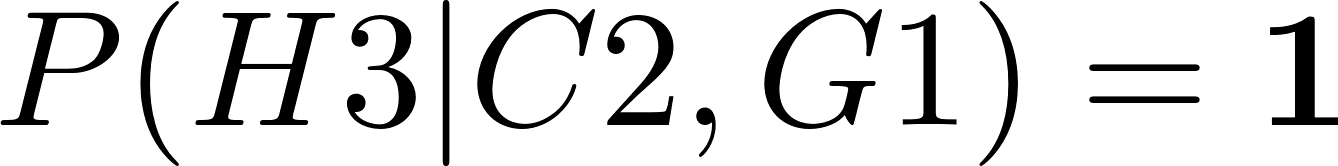 P(H3|C2, G1) = 1